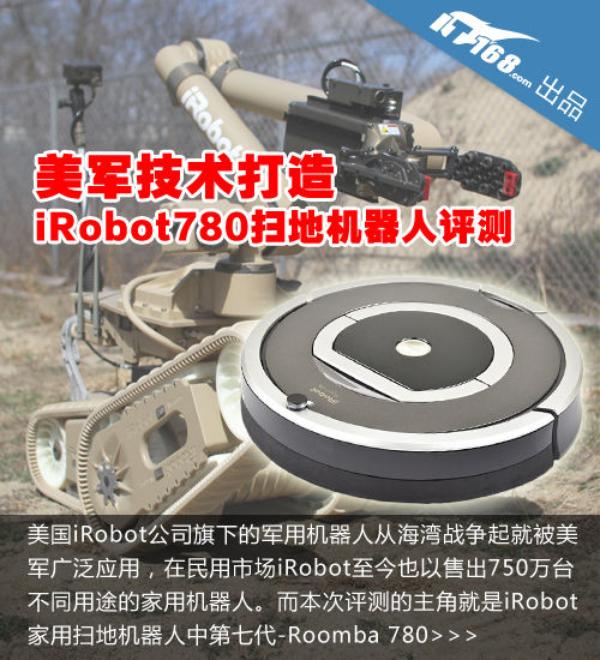 IT168.com 出品
iRobot
美军技术打造
iRobot780扫地机器人评测
iRobot
美国iRobot公司旗下的军用机器人从海湾战争起就被美
军广泛应用，在民用市场iRobot至今也以售出750万台
不同用途的家用机器人。而本次评测的主角就是iRobot
家用扫地机器人中第七代-Roomba 780>>>